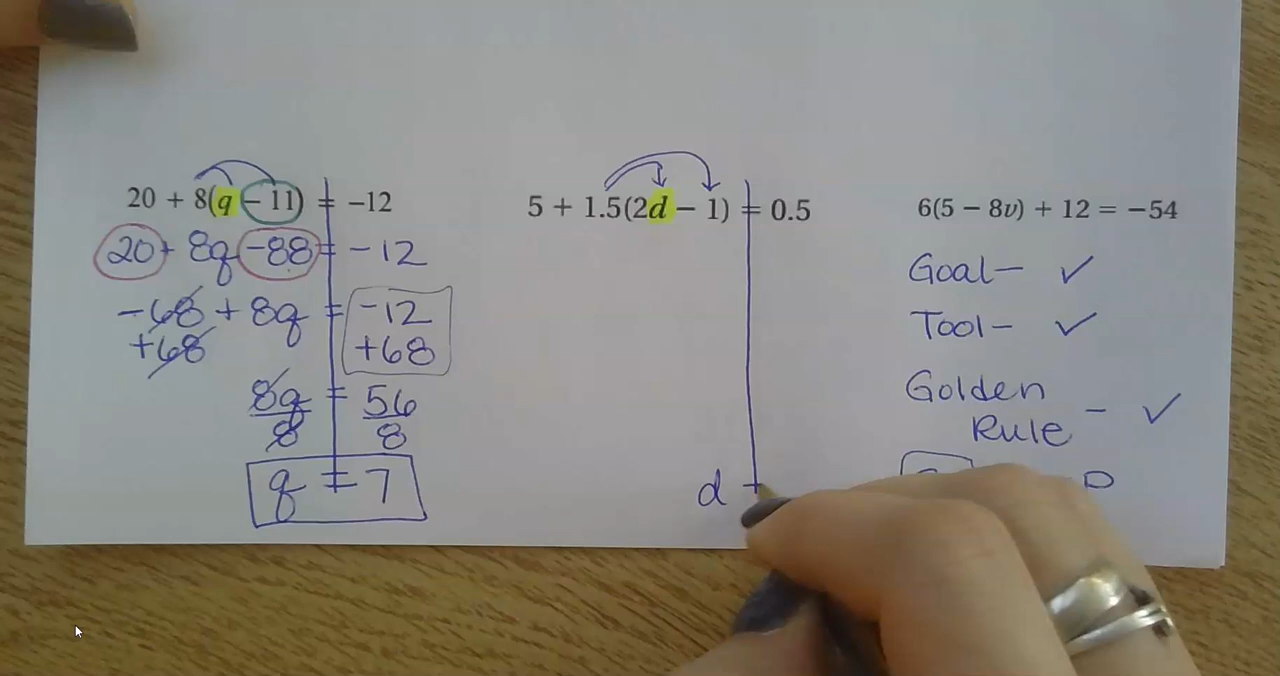 20 + 8(q − 11) = −12
20 + 8q −88 = −12
−68 + 8q = −12
+68 +68
8q = 56
8 8
q = 7
5 + 1.5(2d − 1) = 0.5
d =
6(5 − 8v) + 12 = −54
Goal− ✓
Tool− ✓
Golden
Rule − ✓